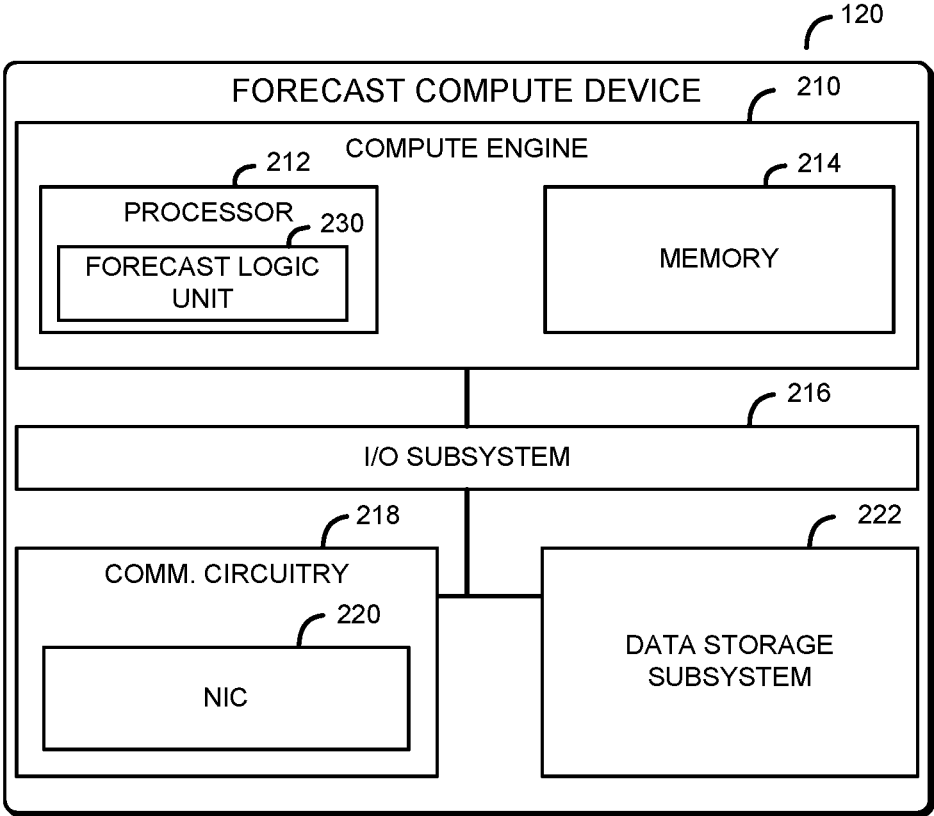 120
FORECAST COMPUTE DEVICE
210
COMPUTE ENGINE
212
214
PROCESSOR
230
FORECAST LOGIC
UNIT
MEMORY
216
I/O SUBSYSTEM
218
222
COMM. CIRCUITRY
220
NIC
DATA STORAGE
SUBSYSTEM